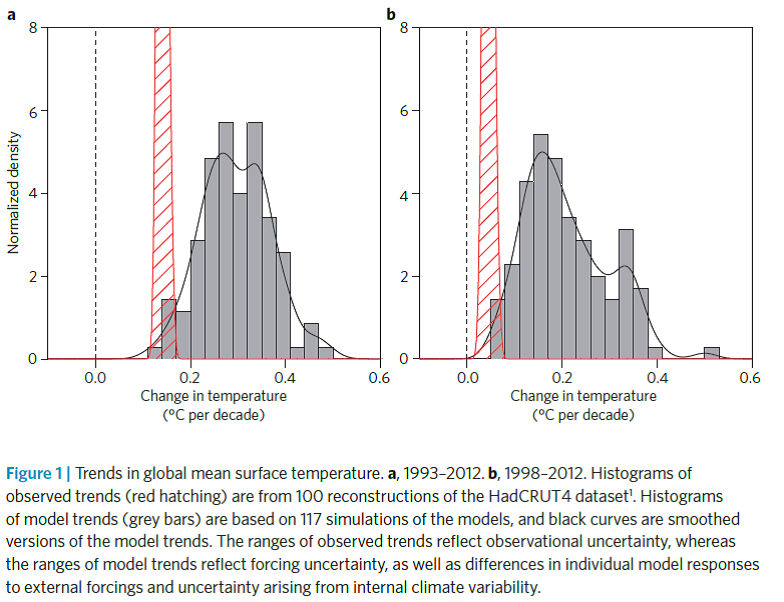 a
b
8
6
4
2
0
Normalized density
0.0
0.2
0.4
0.6
Change in temperature
(ºC per decade)
8
6
4
2
0
0.0
0.2
0.4
0.6
Change in temperature
(ºC per decade)
Figure 1 | Trends in global mean surface temperature. a, 1993–2012. b, 1998–2012. Histograms of
observed trends (red hatching) are from 100 reconstructions of the HadCRUT4 dataset¹. Histograms
of model trends (grey bars) are based on 117 simulations of the models, and black curves are smoothed
versions of the model trends. The ranges of observed trends reflect observational uncertainty, whereas
the ranges of model trends reflect forcing uncertainty, as well as differences in individual model responses
to external forcings and uncertainty arising from internal climate variability.